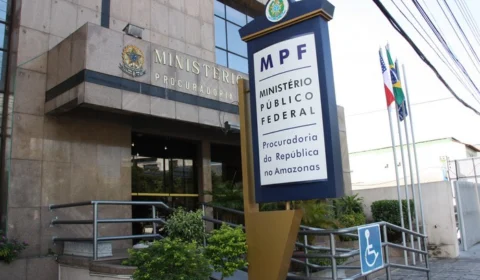 MINISTÉRIO
PROCURADORIA
MPF
MINISTÉRIO
PÚBLICO
FEDERAL
Procuradoria
da República
no Amazonas